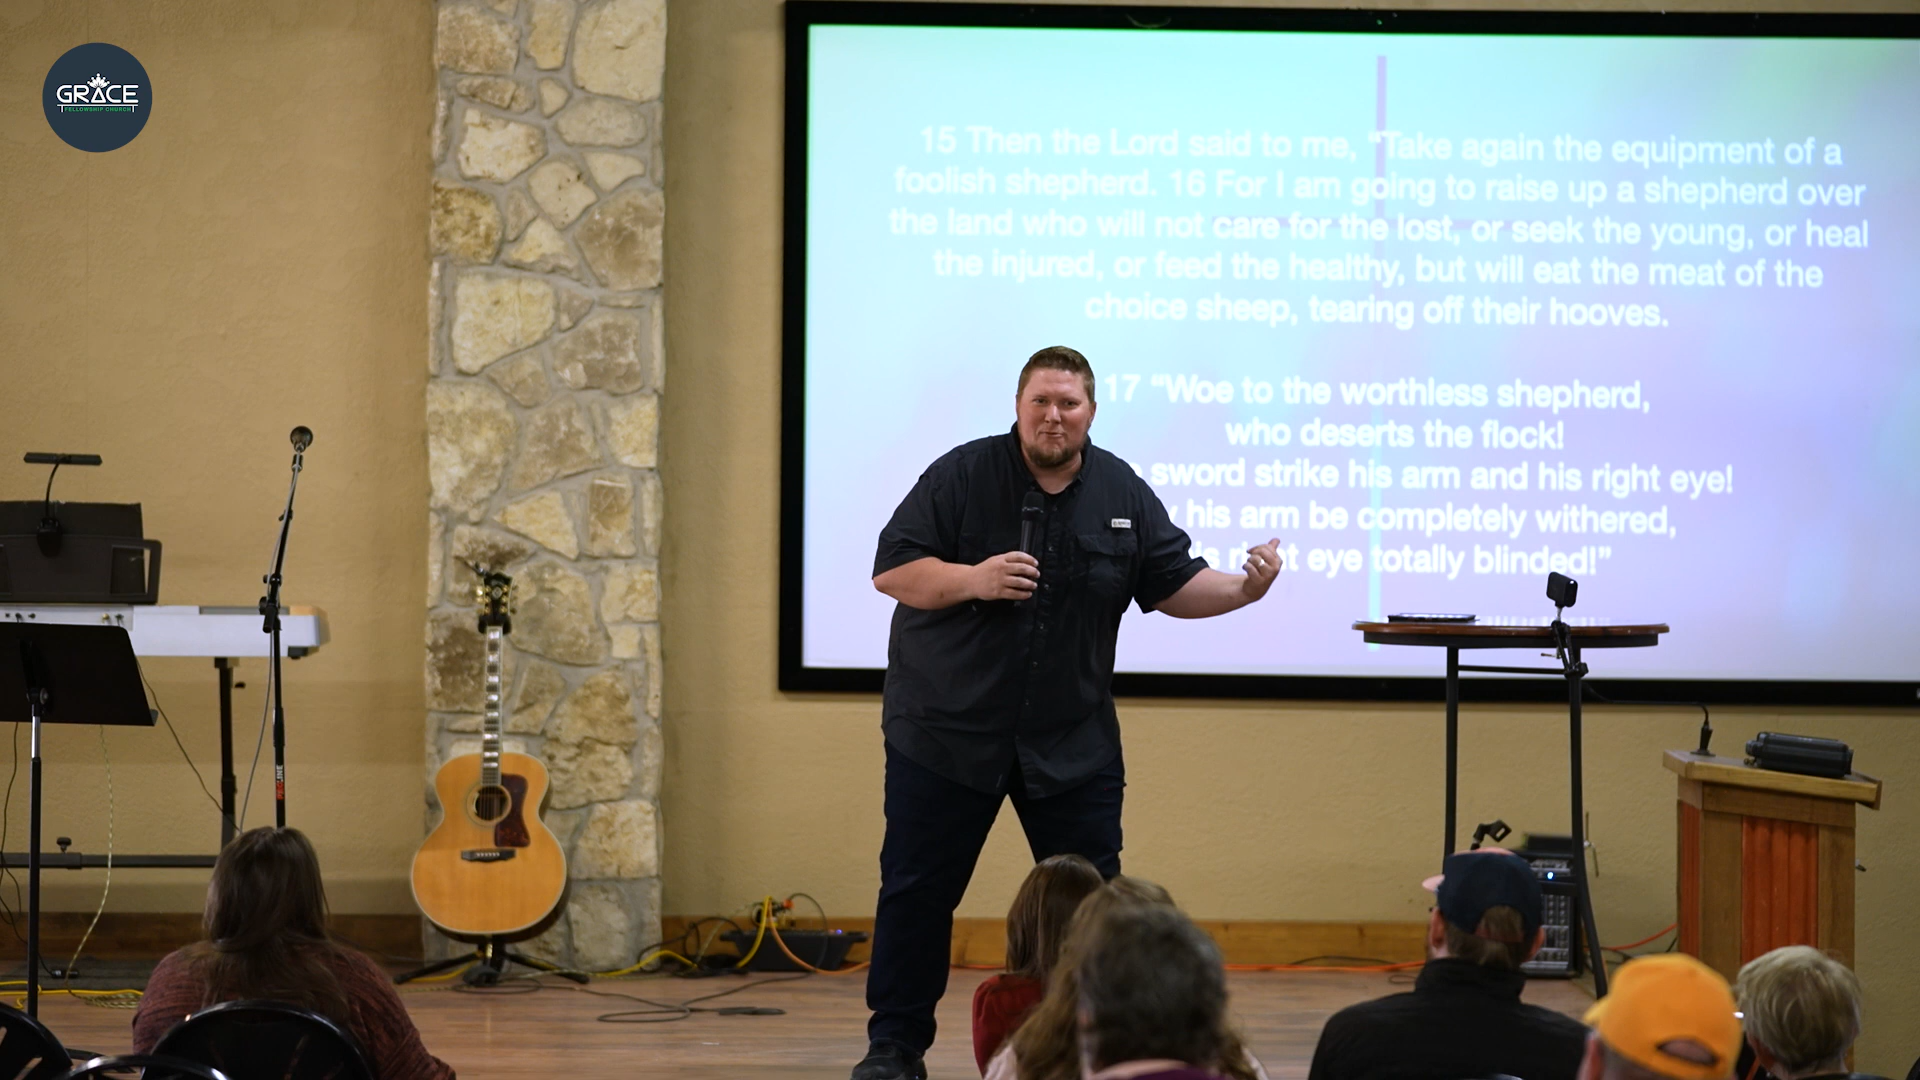 GRACE
FELLOWSHIP CHURCH
15 Then the Lord said to me, “Take again the equipment of a
foolish shepherd. 16 For I am going to raise up a shepherd over
the land who will not care for the lost, or seek the young, or heal
the injured, or feed the healthy, but will eat the meat of the
choice sheep, tearing off their hooves.
17 “Woe to the worthless shepherd,
who deserts the flock!
sword strike his arm and his right eye!
his arm be completely withered,
right eye totally blinded!”
PROLINE